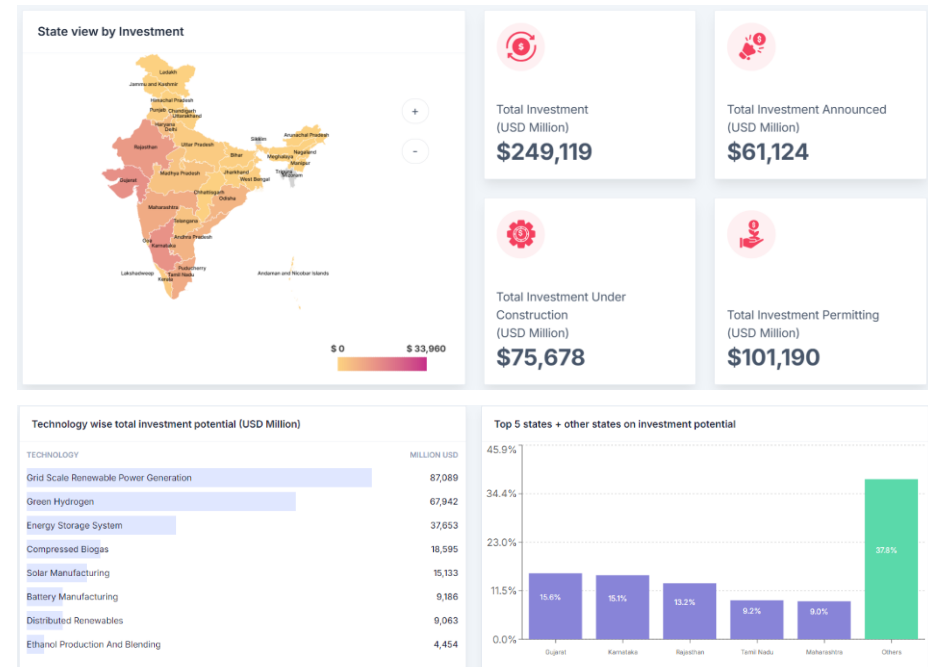 State view by Investment
Ladakh
Jammu and Kashmir
Himachal Pradesh
Punjab Chandigarh
Uttarakhand
Haryana
Delhi
Sikkim
Arunachal Pradesh
Rajasthan
Uttar Pradesh
Bihar
Meghalaya
Nagaland
Manipur
Gujarat
Madhya Pradesh
Jharkhand
West Bengal
Tripura
Mizoram
Chhattisgarh
Odisha
Maharashtra
Telangana
Goa
Andhra Pradesh
Karnataka
Lakshadweep
Puducherry
Tamil Nadu
Kerala
Andaman and Nicobar Islands
+
-
$ 0
$ 33,960
Total Investment
(USD Million)
$249,119
Total Investment Announced
(USD Million)
$61,124
Total Investment Under
Construction
(USD Million)
$75,678
Total Investment Permitting
(USD Million)
$101,190
Technology wise total investment potential (USD Million)
TECHNOLOGY MILLION USD
Grid Scale Renewable Power Generation 87,089
Green Hydrogen 67,942
Energy Storage System 37,653
Compressed Biogas 18,595
Solar Manufacturing 15,133
Battery Manufacturing 9,186
Distributed Renewables 9,063
Ethanol Production And Blending 4,454
Top 5 states + other states on investment potential
45.9%
34.4%
23.0%
11.5%
0.0%
15.6%
15.1%
13.2%
9.2%
9.0%
37.8%
Gujarat Karnataka Rajasthan Tamil Nadu Maharashtra Others